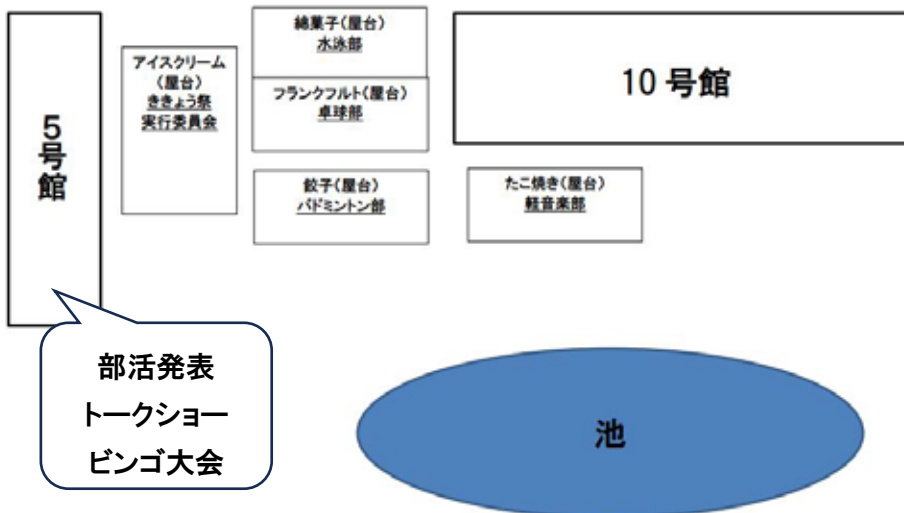 5号館
アイスクリーム
(屋台)
ききょう祭
実行委員会
綿菓子(屋台)
水泳部
フランクフルト(屋台)
卓球部
餃子(屋台)
バドミントン部
10号館
たこ焼き(屋台)
軽音楽部
部活発表
トークショー
ビンゴ大会
池